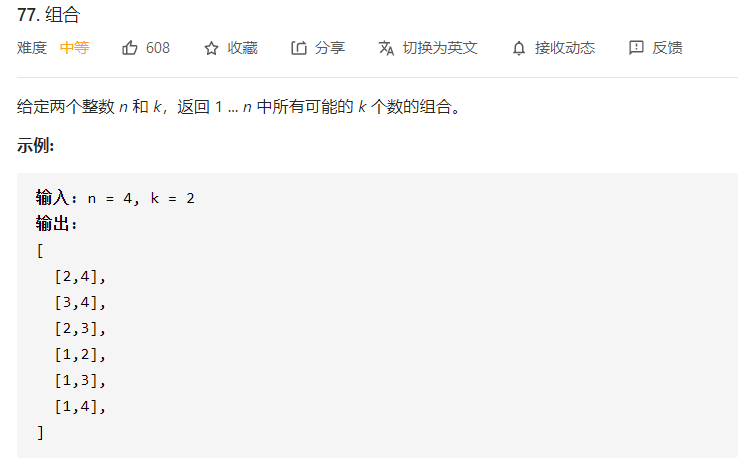 77. 组合
难度 中等 608 收藏 分享 切换为英文 接收动态 反馈
给定两个整数 n 和 k，返回 1 ... n 中所有可能的 k 个数的组合。
示例:
输入: n = 4, k = 2
输出:
[
[2,4],
[3,4],
[2,3],
[1,2],
[1,3],
[1,4],
]